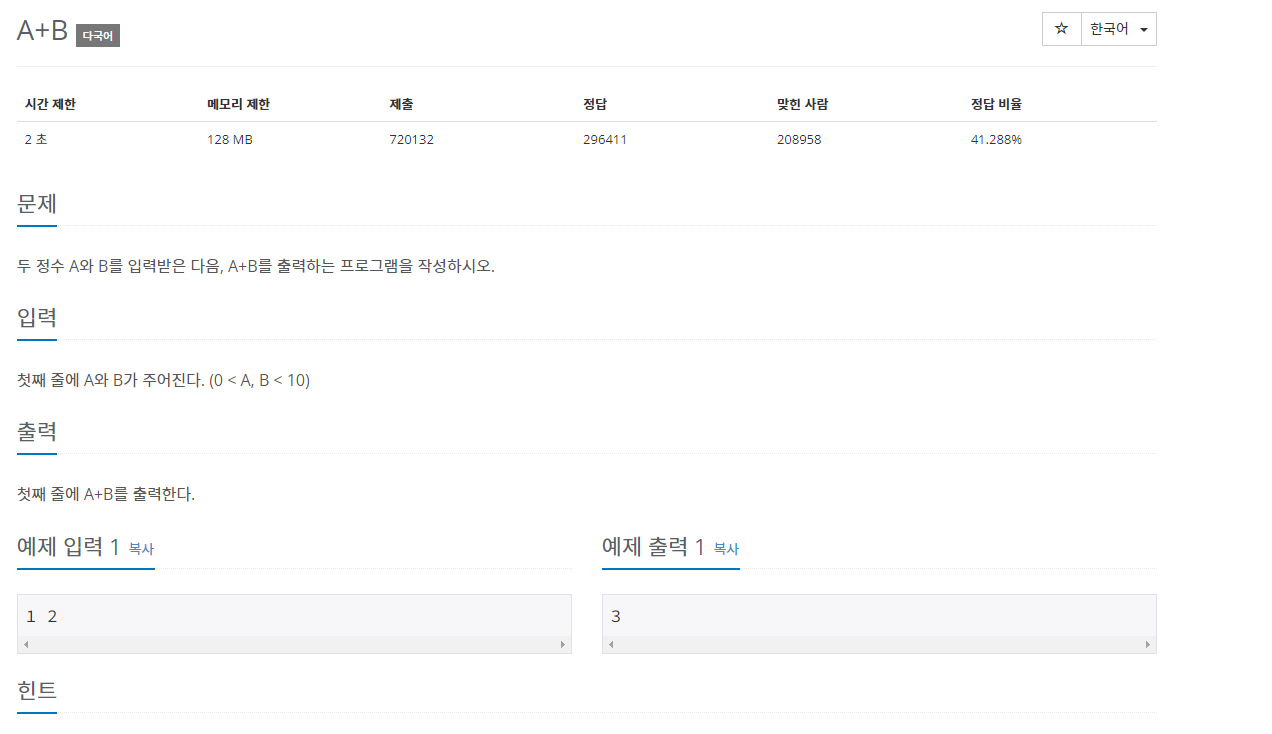 A+B 다국어
☆ 한국어
시간 제한 메모리 제한 제출 정답 맞힌 사람 정답 비율
2 초 128 MB 720132 296411 208958 41.288%
문제
두 정수 A와 B를 입력받은 다음, A+B를 출력하는 프로그램을 작성하시오.
입력
첫째 줄에 A와 B가 주어진다. (0 < A, B < 10)
출력
첫째 줄에 A+B를 출력한다.
예제 입력 1 복사
1 2
예제 출력 1 복사
3
힌트